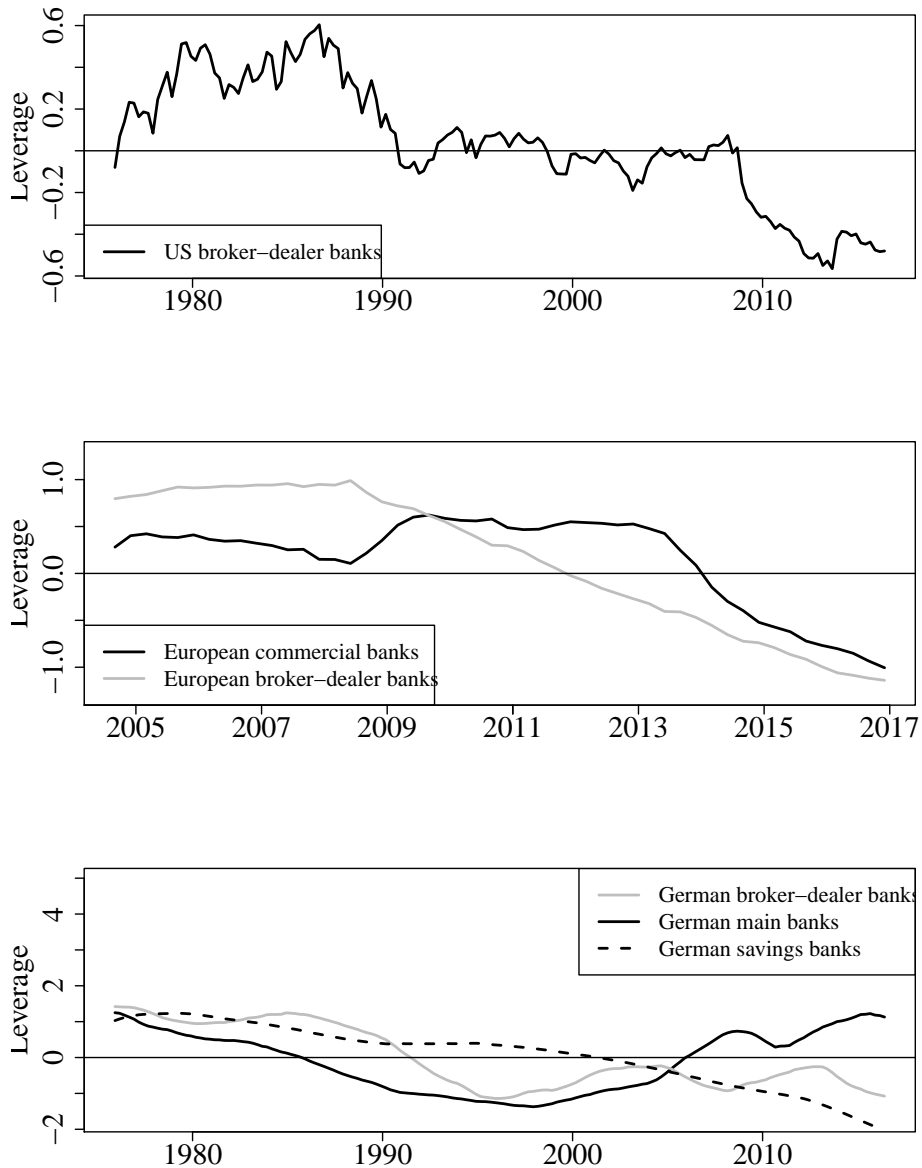 0.6
0.2
−0.2
−0.6
Leverage
US broker−dealer banks
1980 1990 2000 2010
1.0
0.0
−1.0
Leverage
European commercial banks
European broker−dealer banks
2005 2007 2009 2011 2013 2015 2017
4
2
0
−2
Leverage
German broker−dealer banks
German main banks
German savings banks
1980 1990 2000 2010